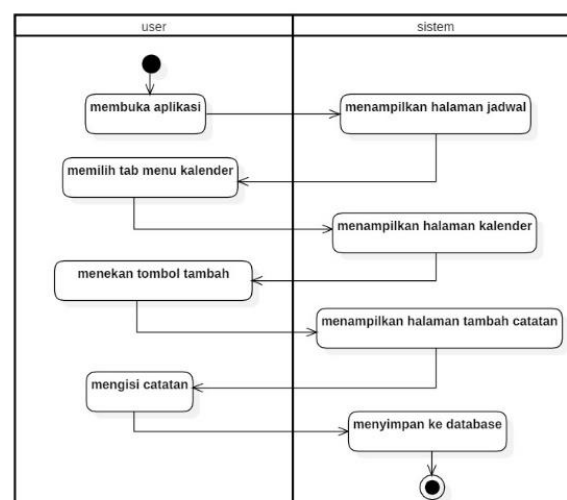 user
sistem
membuka aplikasi
menampilkan halaman jadwal
memilih tab menu kalender
menampilkan halaman kalender
menekan tombol tambah
menampilkan halaman tambah catatan
mengisi catatan
menyimpan ke database